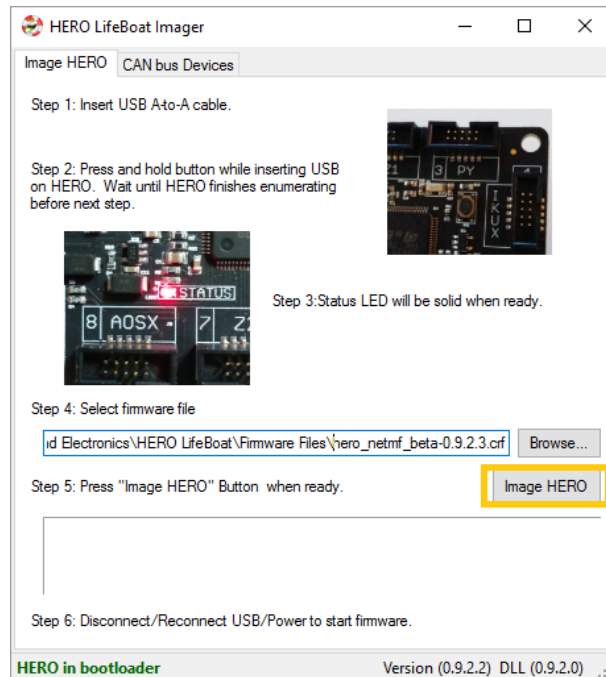 HERO LifeBoat Imager
Image HERO
CAN bus Devices
Step 1: Insert USB A-to-A cable.
Step 2: Press and hold button while inserting USB
on HERO. Wait until HERO finishes enumerating
before next step.
3 PY
IKUX
STATUS
8 AOSX
7
Step 3:Status LED will be solid when ready.
Step 4: Select firmware file
Electronics\HERO LifeBoat\Firmware Files\hero_netmf_beta-0.9.2.3.crf
Browse...
Step 5: Press "Image HERO" Button when ready.
Image HERO
Step 6: Disconnect/Reconnect USB/Power to start firmware.
HERO in bootloader
Version (0.9.2.2) DLL (0.9.2.0)